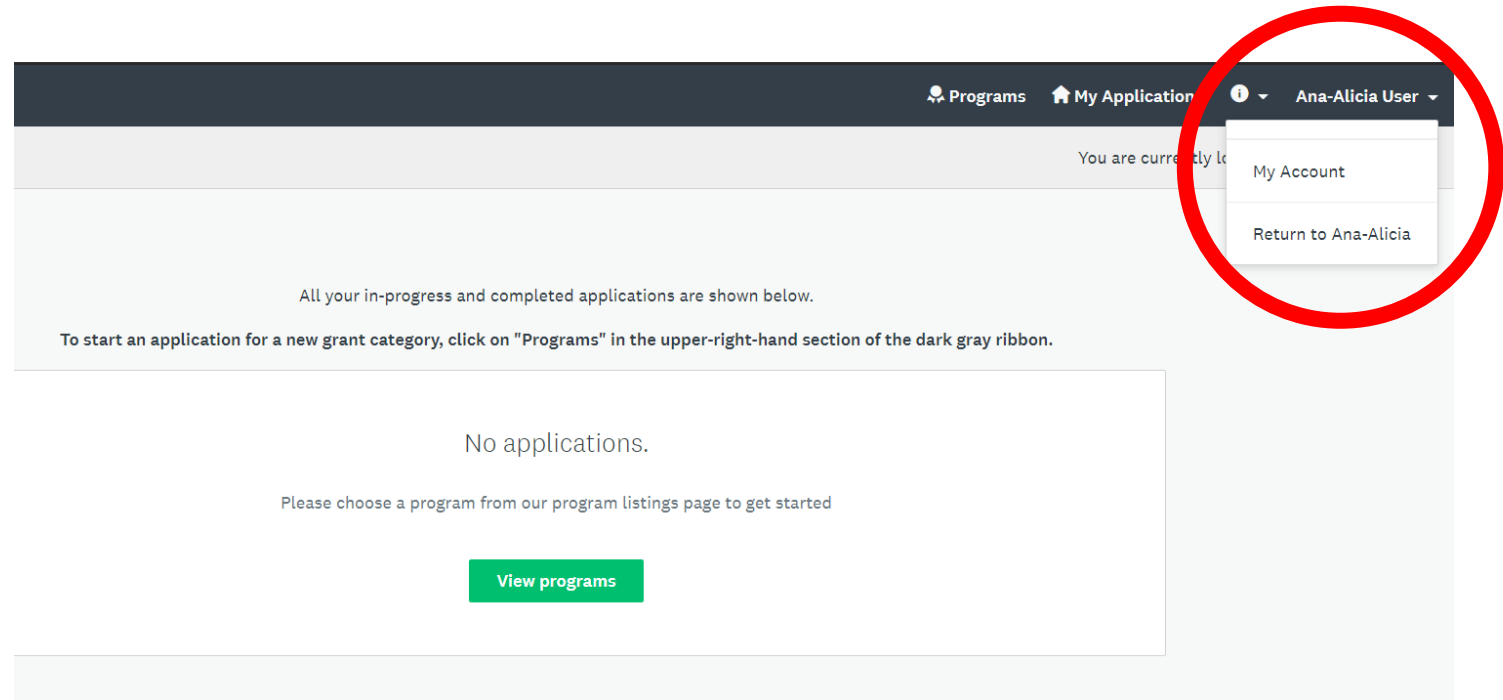 Programs My Application Ana-Alicia User
You are currently lo
My Account
Return to Ana-Alicia
All your in-progress and completed applications are shown below.
To start an application for a new grant category, click on "Programs" in the upper-right-hand section of the dark gray ribbon.
No applications.
Please choose a program from our program listings page to get started
View programs